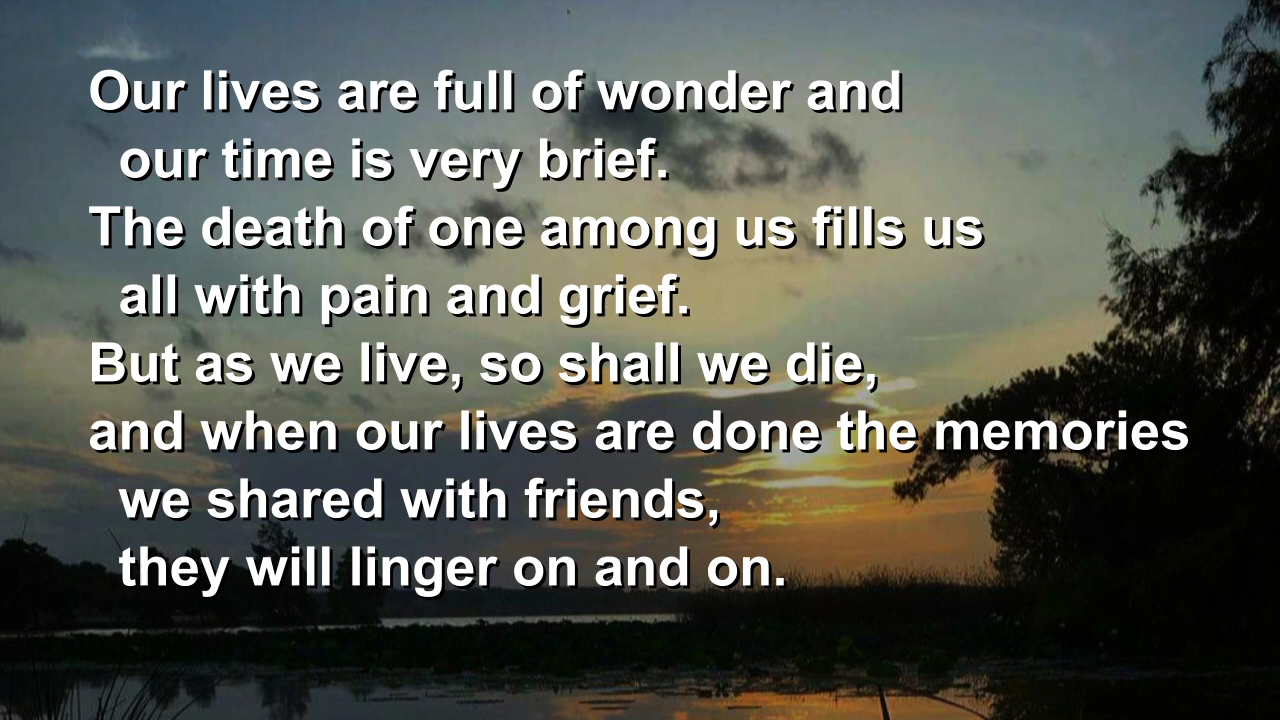 Our lives are full of wonder and
our time is very brief.
The death of one among us fills us
all with pain and grief.
But as we live, so shall we die,
and when our lives are done the memories
we shared with friends,
they will linger on and on.